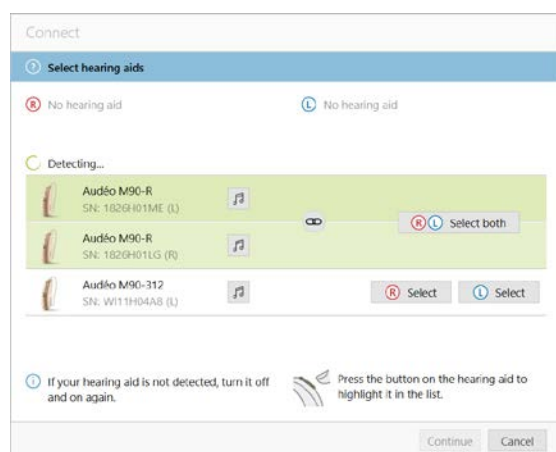 Connect
Select hearing aids
R No hearing aid
L No hearing aid
Detecting...
Audéo M90-R
SN: 1826H01ME (L)
R L Select both
Audéo M90-R
SN: 1826H01LG (R)
Audéo M90-312
SN: WI11H04A8 (L)
R Select
L Select
If your hearing aid is not detected, turn it off
and on again.
Press the button on the hearing aid to
highlight it in the list.
Continue
Cancel